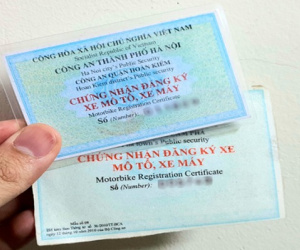 CỘNG HÒA XÃ HỘI CHỦ NGHĨA VIỆT NAM
Socialist Republic of Vietnam
CÔNG AN THÀNH PHỐ HÀ NỘI
Ha Noi city's Public Security
CÔNG AN QUẬN HOÀN KIẾM
Hoan Kiem district's Public Security
CHỨNG NHẬN ĐĂNG KÝ
XE MÔ TÔ, XE MÁY
Motorbike Registration Certificate
Số (Number):
PHẢ
town's Public security
CHỨNG NHẬN ĐĂNG KÝ XE
MÔ TÔ, XE MÁY
Motorbike Registration Certificate
Số (Number):